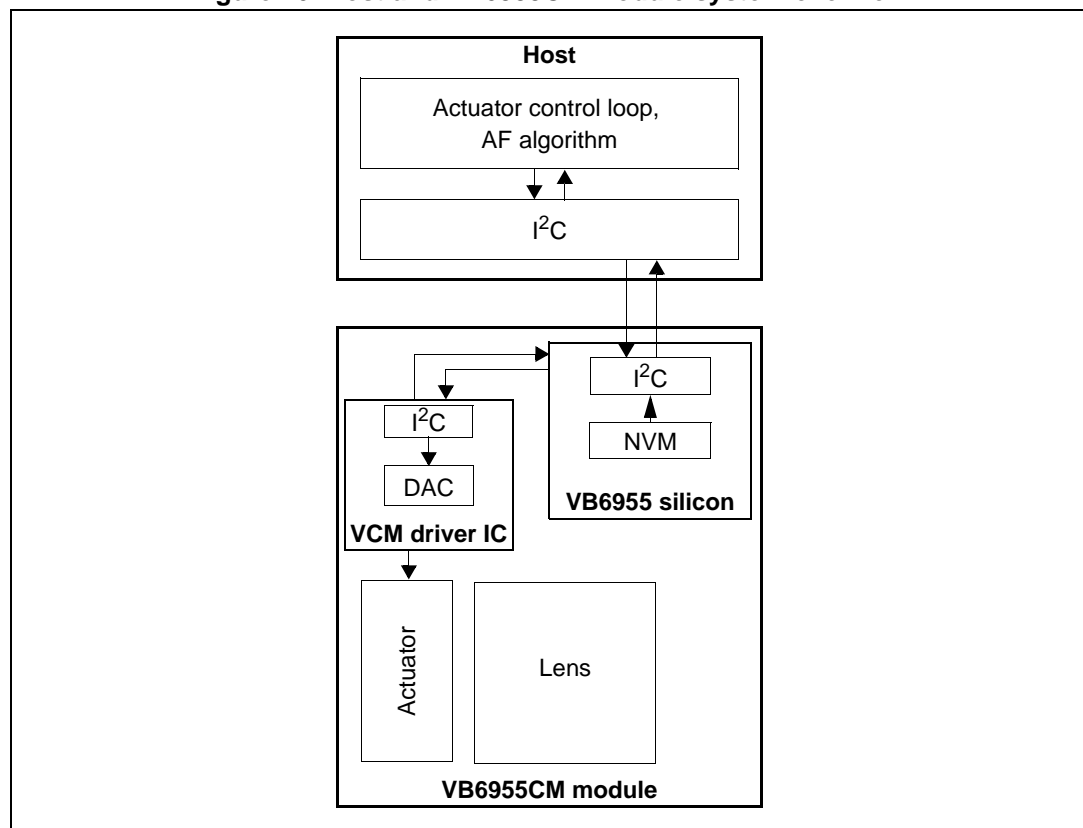 Host
Actuator control loop,
AF algorithm
I²C
I²C
NVM
VB6955 silicon
I²C
DAC
VCM driver IC
Actuator
Lens
VB6955CM module